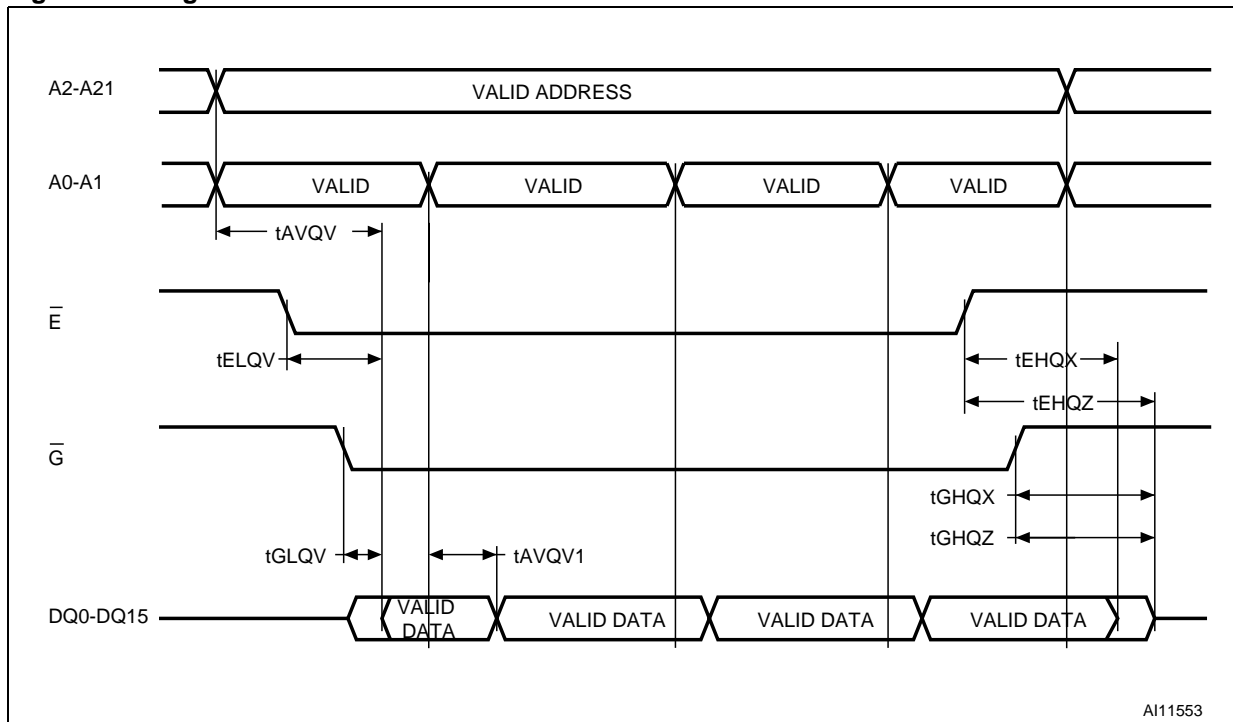 A2-A21
VALID ADDRESS
A0-A1
VALID
VALID
VALID
VALID
tAVQV
E
tELQV
tEHQX
tEHQZ
G
tGHQX
tGHQZ
tGLQV
tAVQV1
DQ0-DQ15
VALID
DATA
VALID DATA
VALID DATA
VALID DATA
AI11553